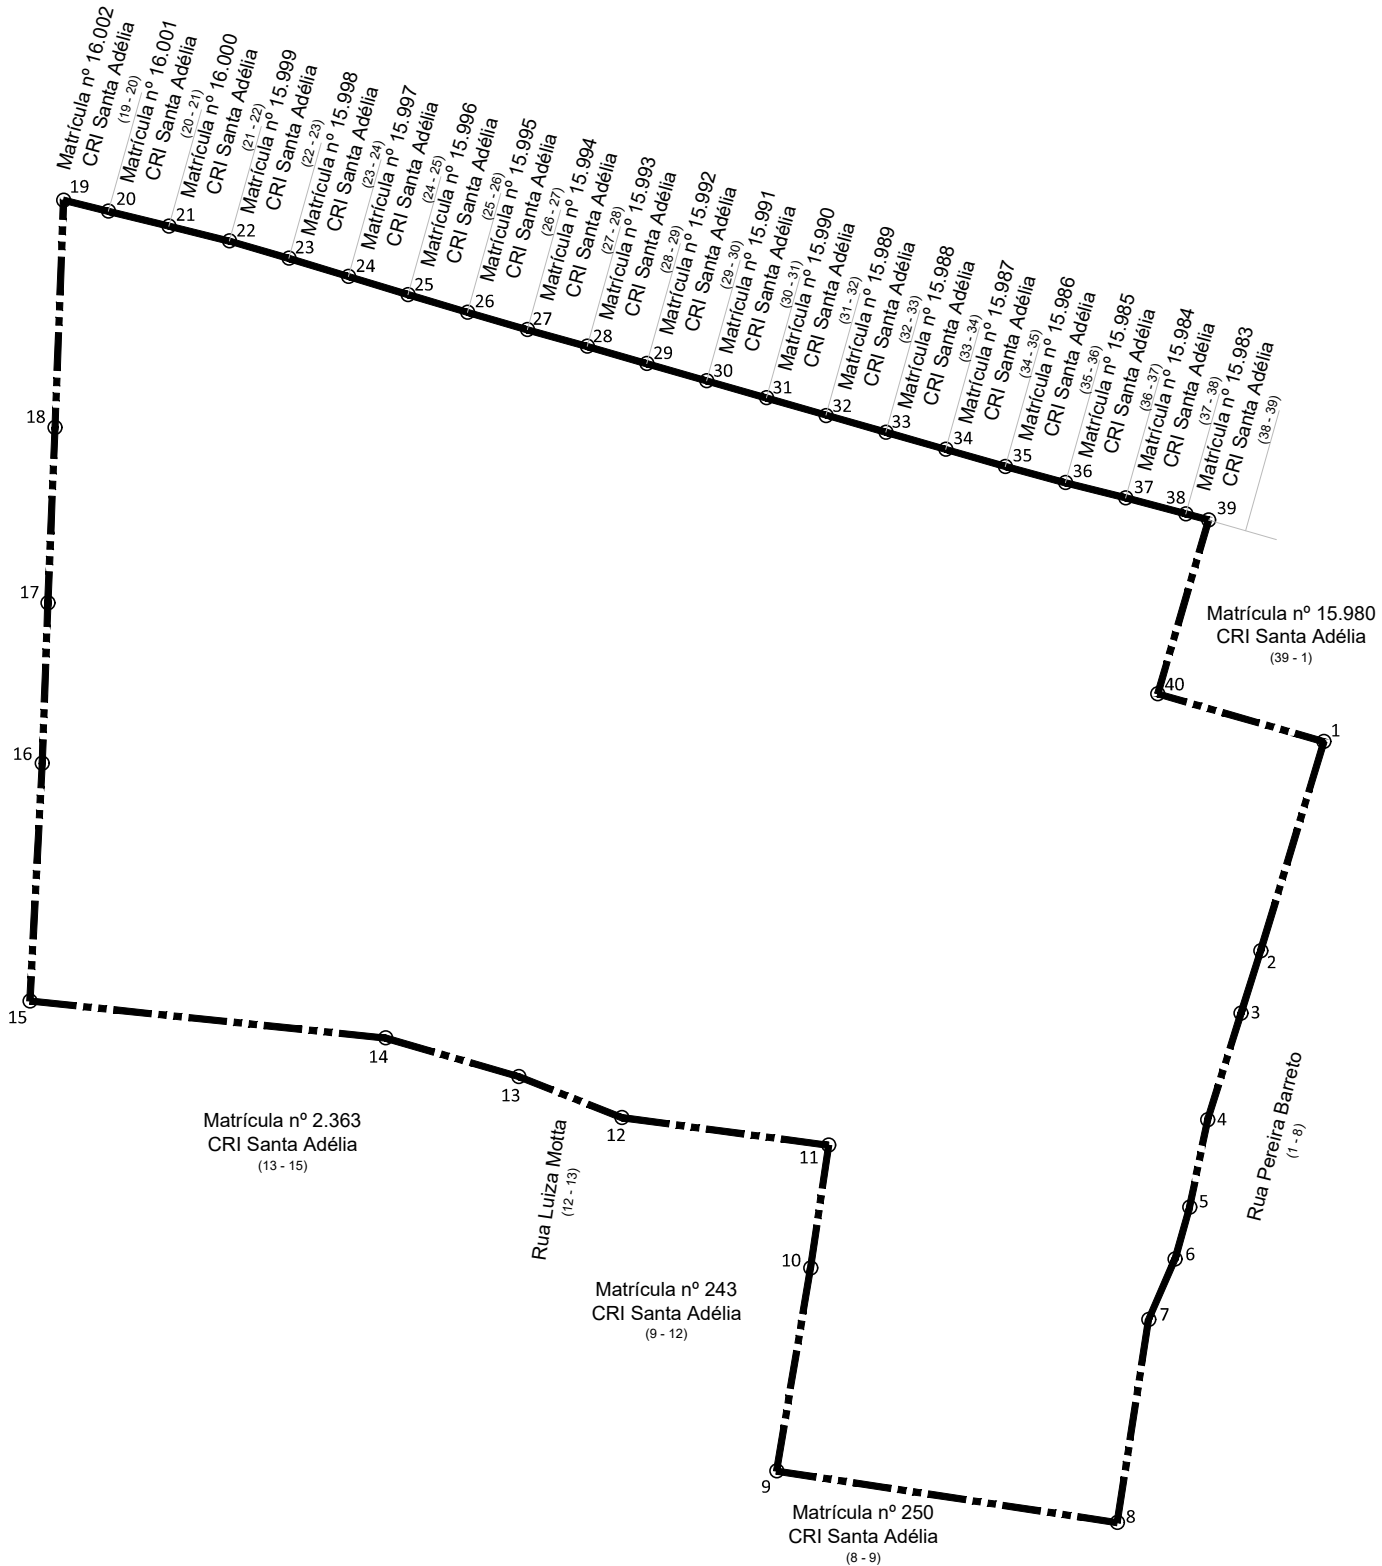 Matrícula nº 16.002
CRI Santa Adélia
(19 - 20)
Matrícula nº 16.001
CRI Santa Adélia
(20 - 21)
Matrícula nº 16.000
CRI Santa Adélia
(21 - 22)
Matrícula nº 15.999
CRI Santa Adélia
(22 - 23)
Matrícula nº 15.998
CRI Santa Adélia
(23 - 24)
Matrícula nº 15.997
CRI Santa Adélia
(24 - 25)
Matrícula nº 15.996
CRI Santa Adélia
(25 - 26)
Matrícula nº 15.995
CRI Santa Adélia
(26 - 27)
Matrícula nº 15.994
CRI Santa Adélia
(27 - 28)
Matrícula nº 15.993
CRI Santa Adélia
(28 - 29)
Matrícula nº 15.992
CRI Santa Adélia
(29 - 30)
Matrícula nº 15.991
CRI Santa Adélia
(30 - 31)
Matrícula nº 15.990
CRI Santa Adélia
(31 - 32)
Matrícula nº 15.989
CRI Santa Adélia
(32 - 33)
Matrícula nº 15.988
CRI Santa Adélia
(33 - 34)
Matrícula nº 15.987
CRI Santa Adélia
(34 - 35)
Matrícula nº 15.986
CRI Santa Adélia
(35 - 36)
Matrícula nº 15.985
CRI Santa Adélia
(36 - 37)
Matrícula nº 15.984
CRI Santa Adélia
(37 - 38)
Matrícula nº 15.983
CRI Santa Adélia
(38 - 39)
19
20
21
22
23
24
25
26
27
28
29
30
31
32
33
34
35
36
37
38
39
18
17
16
15
Matrícula nº 15.980
CRI Santa Adélia
(39 - 1)
40
1
2
3
4
5
6
7
8
Rua Pereira Barreto
(1 - 8)
14
13
12
11
10
9
Matrícula nº 2.363
CRI Santa Adélia
(13 - 15)
Rua Luiza Motta
(12 - 13)
Matrícula nº 243
CRI Santa Adélia
(9 - 12)
Matrícula nº 250
CRI Santa Adélia
(8 - 9)